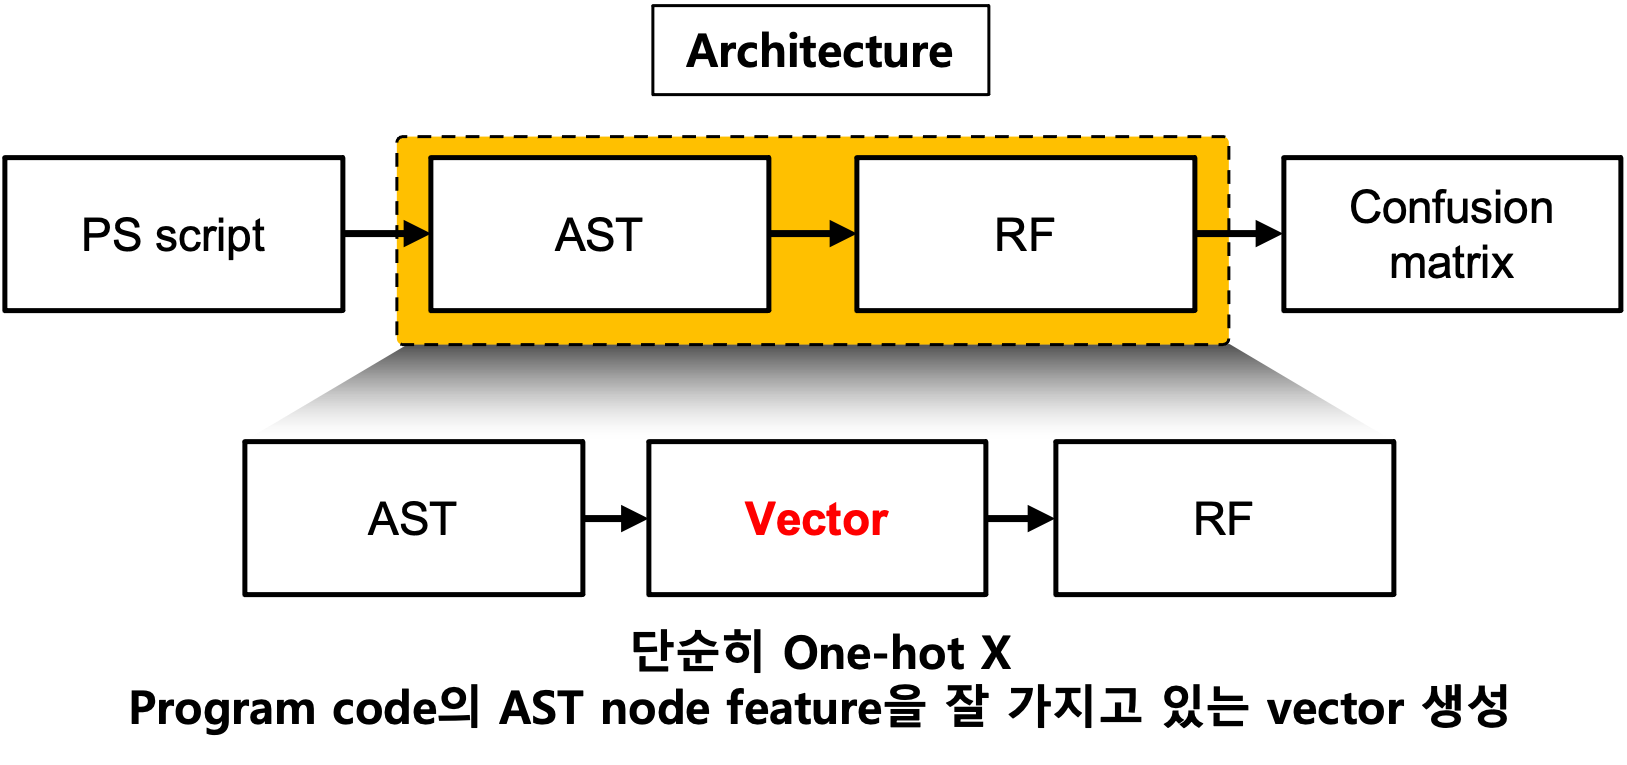 Architecture
PS script
AST
RF
Confusion
matrix
AST
Vector
RF
단순히 One-hot X
Program code의 AST node feature을 잘 가지고 있는 vector 생성